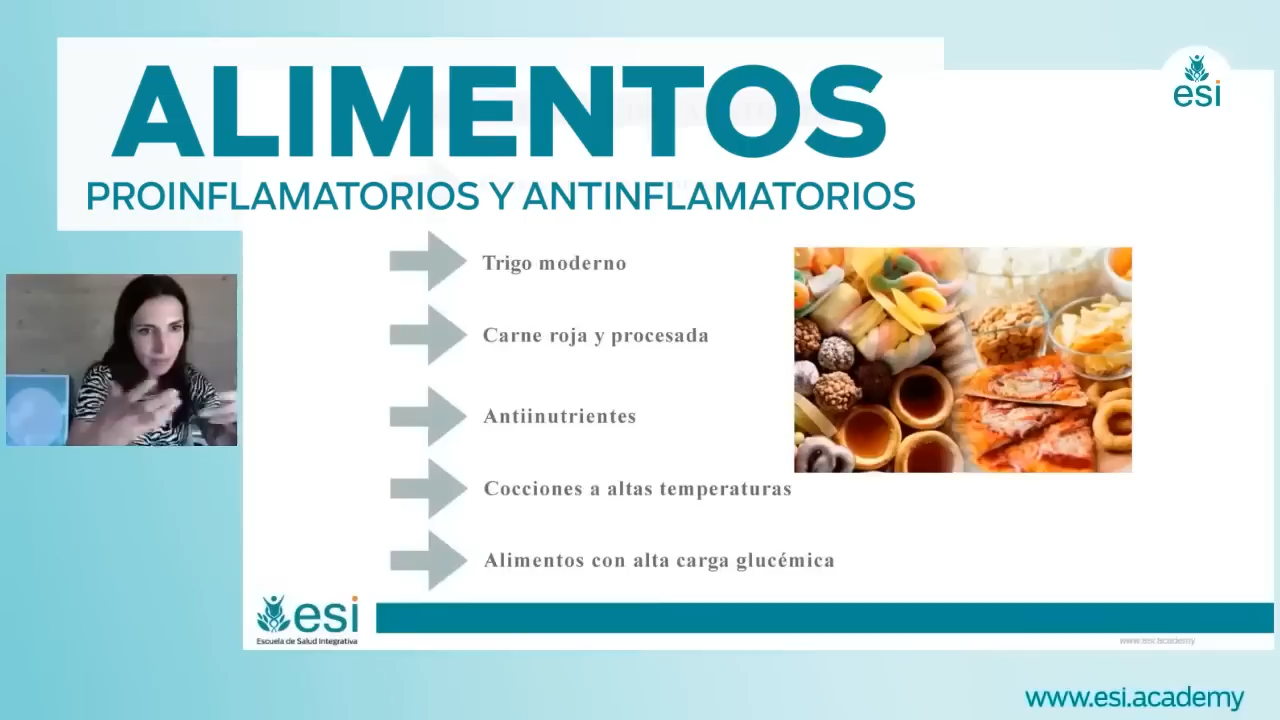 ALIMENTOS
PROINFLAMATORIOS Y ANTINFLAMATORIOS
esi
Trigo moderno
Carne roja y procesada
Antiinutrientes
Cocciones a altas temperaturas
Alimentos con alta carga glucémica
esi
Escuela de Salud Integrativa
www.esi.academy
www.esi.academy